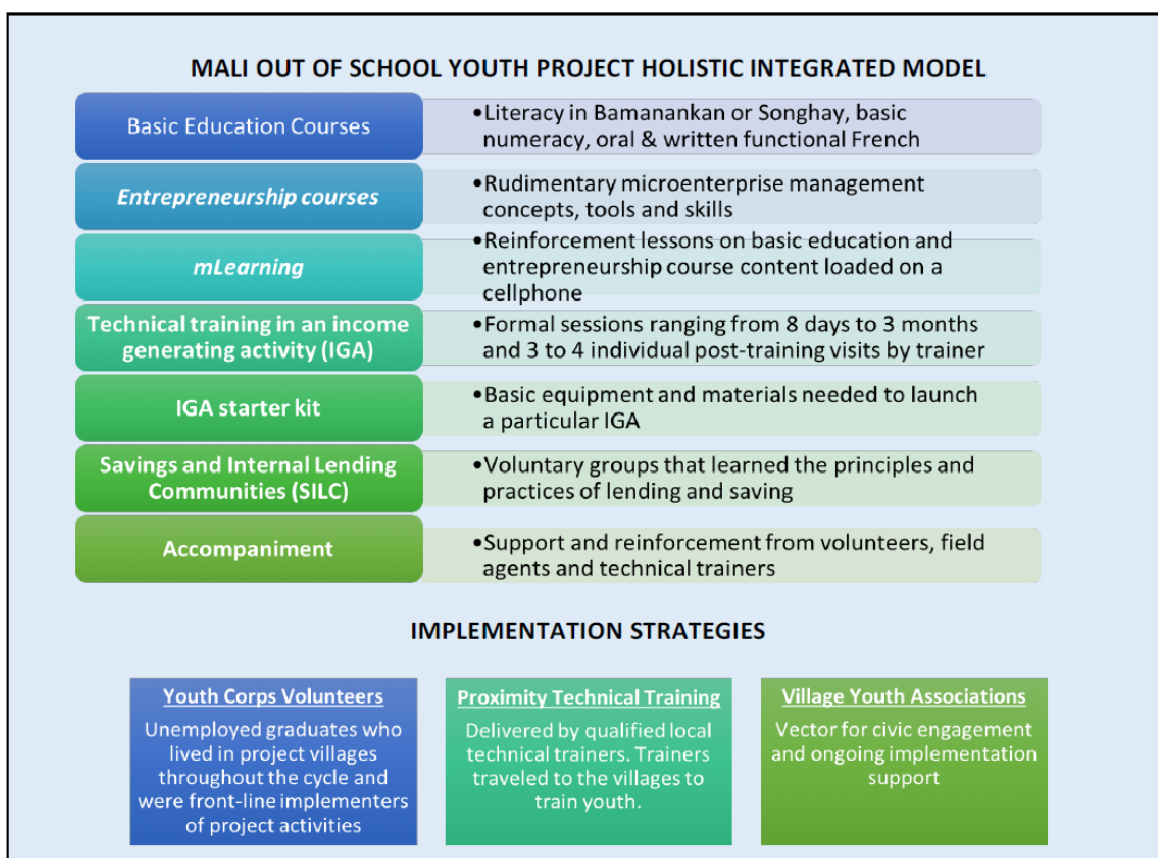 MALI OUT OF SCHOOL YOUTH PROJECT HOLISTIC INTEGRATED MODEL
Basic Education Courses
•Literacy in Bamanankan or Songhay, basic
numeracy, oral & written functional French
Entrepreneurship courses
•Rudimentary microenterprise management
concepts, tools and skills
mLearning
•Reinforcement lessons on basic education and
entrepreneurship course content loaded on a
cellphone
Technical training in an income
generating activity (IGA)
•Formal sessions ranging from 8 days to 3 months
and 3 to 4 individual post-training visits by trainer
IGA starter kit
•Basic equipment and materials needed to launch
a particular IGA
Savings and Internal Lending
Communities (SILC)
•Voluntary groups that learned the principles and
practices of lending and saving
Accompaniment
•Support and reinforcement from volunteers, field
agents and technical trainers
IMPLEMENTATION STRATEGIES
Youth Corps Volunteers
Unemployed graduates who
lived in project villages
throughout the cycle and
were front-line implementers
of project activities
Proximity Technical Training
Delivered by qualified local
technical trainers. Trainers
traveled to the villages to
train youth.
Village Youth Associations
Vector for civic engagement
and ongoing implementation
support